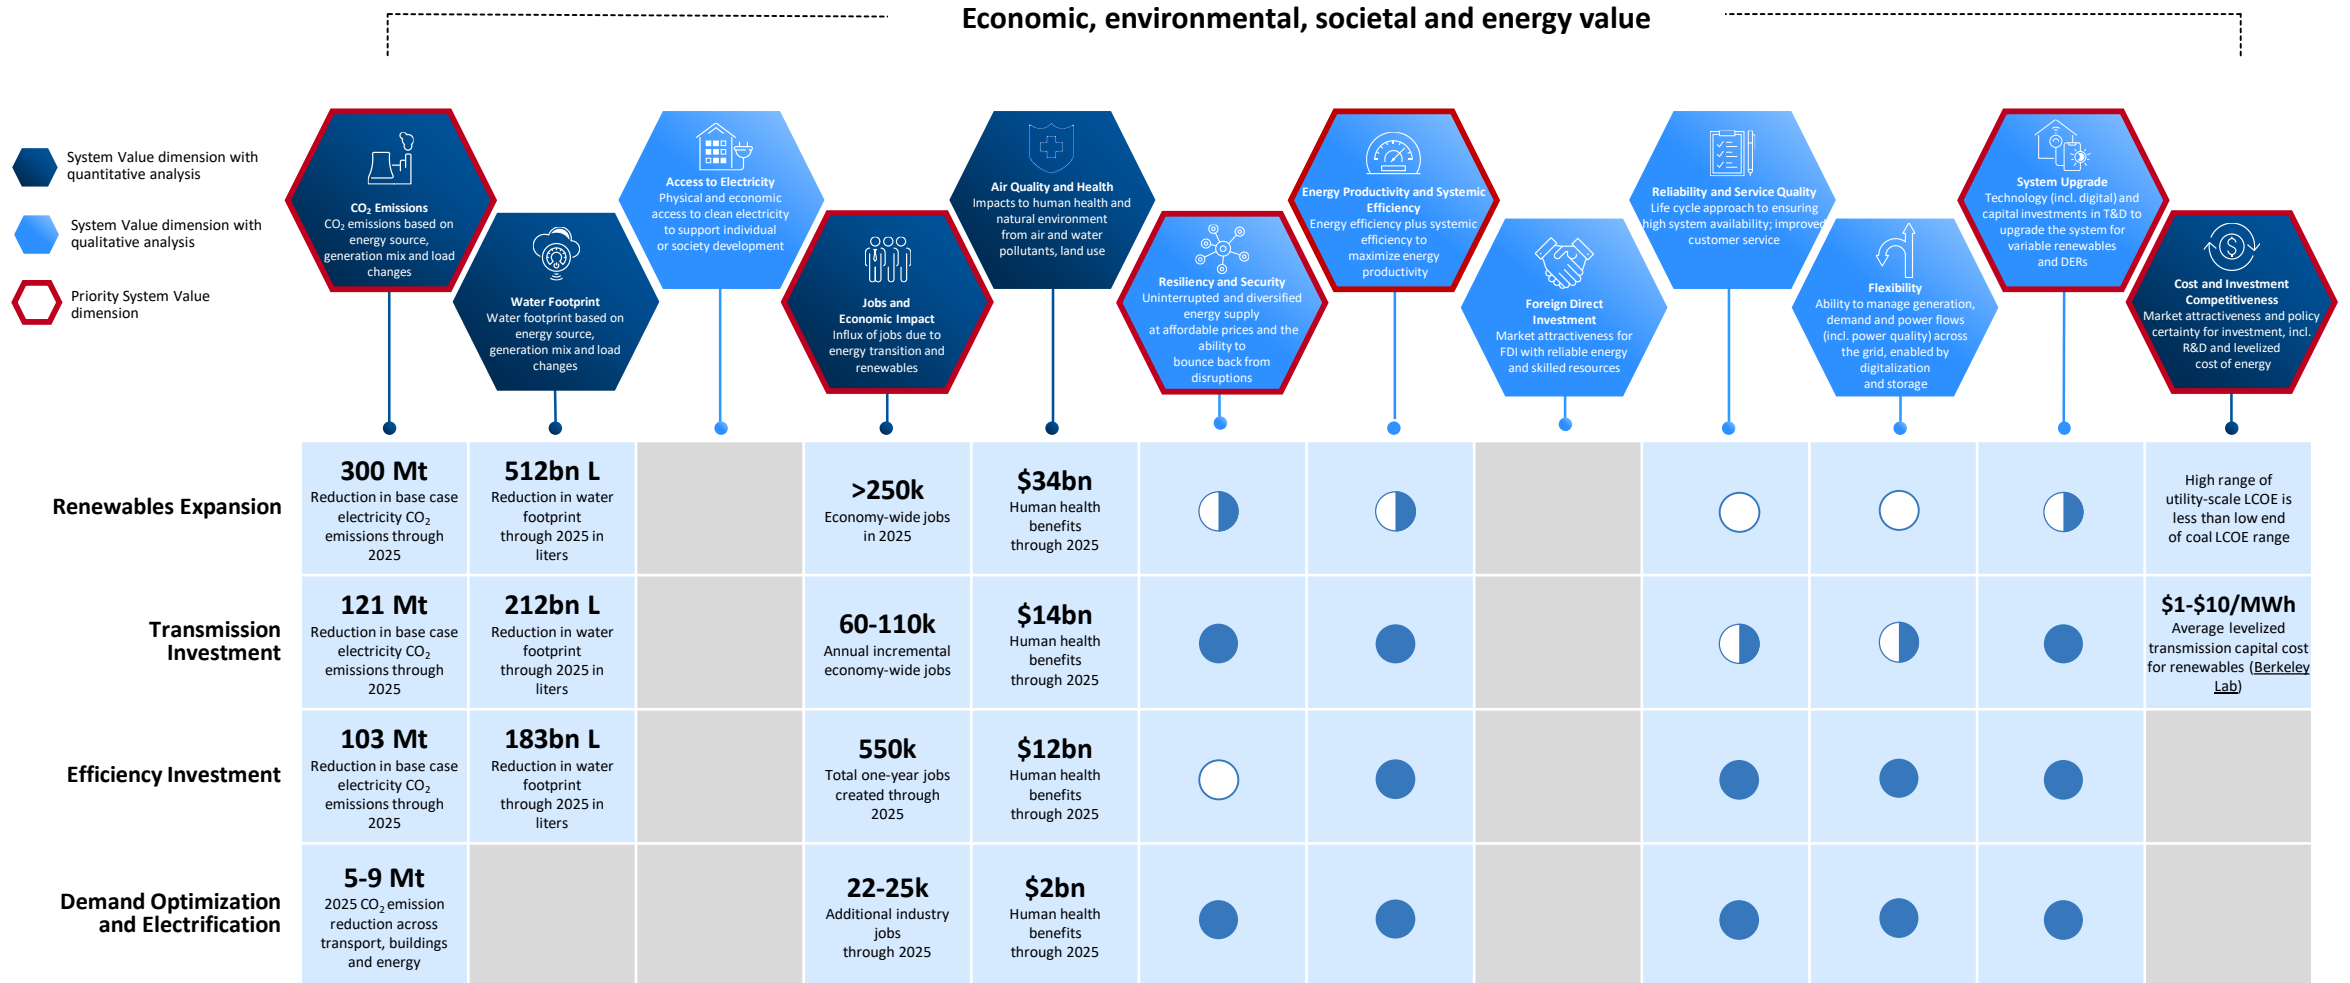 Economic, environmental, societal and energy value
System Value dimension with
quantitative analysis
System Value dimension with
qualitative analysis
Priority System Value
dimension
CO₂ Emissions
CO₂ emissions based on
energy source,
generation mix and load
changes
Water Footprint
Water footprint based on
energy source,
generation mix and load
changes
Access to Electricity
Physical and economic
access to clean electricity
to support individual
or society development
Jobs and
Economic Impact
Influx of jobs due to
energy transition and
renewables
Air Quality and Health
Impacts to human health and
natural environment
from air and water
pollutants, land use
Resiliency and Security
Uninterrupted and diversified
energy supply
at affordable prices and the
ability to
bounce back from
disruptions
Energy Productivity and Systemic
Efficiency
Energy efficiency plus systemic
efficiency to
maximize energy
productivity
Foreign Direct
Investment
Market attractiveness for
FDI with reliable energy
and skilled resources
Reliability and Service Quality
Life cycle approach to ensuring
high system availability; improved
customer service
Flexibility
Ability to manage generation,
demand and power flows
(incl. power quality) across
the grid, enabled by
digitalization
and storage
System Upgrade
Technology (incl. digital) and
capital investments in T&D to
upgrade the system for
variable renewables
and DERs
Cost and Investment
Competitiveness
Market attractiveness and policy
certainty for investment, incl.
R&D and levelized
cost of energy
Renewables Expansion
300 Mt
Reduction in base case
electricity CO₂
emissions through
2025
512bn L
Reduction in water
footprint
through 2025 in
liters
>250k
Economy-wide jobs
in 2025
$34bn
Human health
benefits
through 2025
High range of
utility-scale LCOE is
less than low end
of coal LCOE range
Transmission
Investment
121 Mt
Reduction in base case
electricity CO₂
emissions through
2025
212bn L
Reduction in water
footprint
through 2025 in
liters
60-110k
Annual incremental
economy-wide jobs
$14bn
Human health
benefits
through 2025
$1-$10/MWh
Average levelized
transmission capital cost
for renewables (Berkeley
Lab)
Efficiency Investment
103 Mt
Reduction in base case
electricity CO₂
emissions through
2025
183bn L
Reduction in water
footprint
through 2025 in
liters
550k
Total one-year jobs
created through
2025
$12bn
Human health
benefits
through 2025
Demand Optimization
and Electrification
5-9 Mt
2025 CO₂ emission
reduction across
transport, buildings
and energy
22-25k
Additional industry
jobs
through 2025
$2bn
Human health
benefits
through 2025